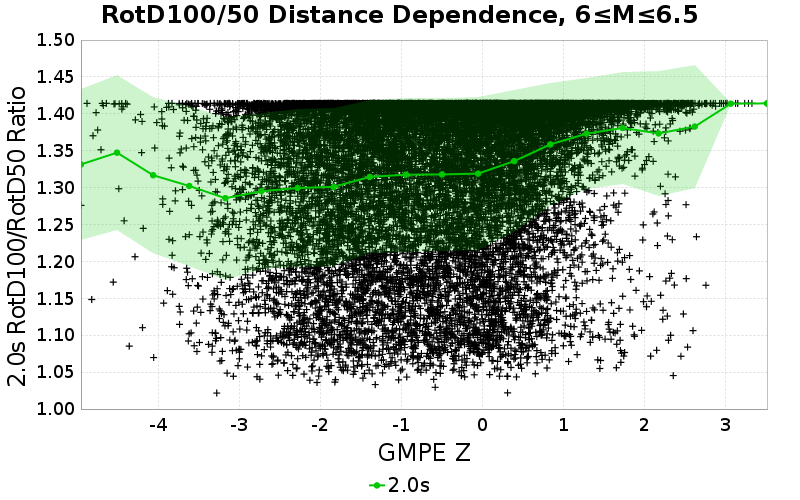 RotD100/50 Distance Dependence, 6≤M≤6.5
2.0s RotD100/RotD50 Ratio
1.50
1.45
1.40
1.35
1.30
1.25
1.20
1.15
1.10
1.05
1.00
-4 -3 -2 -1 0 1 2 3
GMPE Z
2.0s